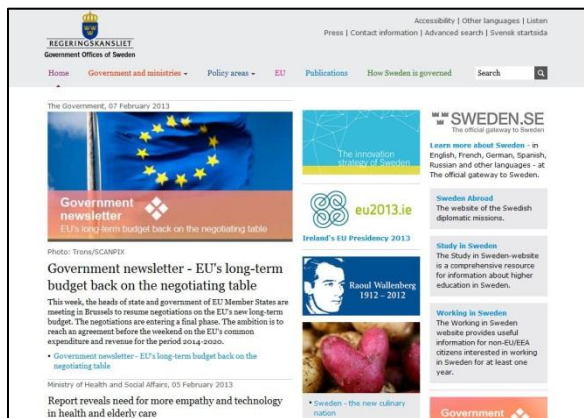 Accessibility | Other languages | Listen
Press | Contact information | Advanced search | Svensk startsida
REGERINGSKANSLIET
Government Offices of Sweden
Home
Government and ministries
Policy areas
EU
Publications
How Sweden is governed
Search
The Government, 07 February 2013
Government
newsletter
EU's long-term budget back on the negotiating table
Photo: Trons/SCANPIX
Government newsletter - EU's long-term
budget back on the negotiating table
This week, the heads of state and government of EU Member States are
meeting in Brussels to resume negotiations on the EU's new long-term
budget. The negotiations are entering a final phase. The ambition is to
reach an agreement before the weekend on the EU's common
expenditure and revenue for the period 2014-2020.
• Government newsletter - EU's long-term budget back on the
negotiating table
Ministry of Health and Social Affairs, 05 February 2013
Report reveals need for more empathy and technology
in health and elderly care
The innovation
strategy of Sweden
eu2013.ie
Ireland's EU Presidency 2013
Raoul Wallenberg
1912 – 2012
• Sweden - the new culinary
nation
SWEDEN.SE
The official gateway to Sweden
Learn more about Sweden - in
English, French, German, Spanish,
Russian and other languages - at
The official gateway to Sweden.
Sweden Abroad
The website of the Swedish
diplomatic missions.
Study in Sweden
The Study in Sweden-website
is a comprehensive resource
for information about higher
education in Sweden.
Working in Sweden
The Working in Sweden
website provides useful
information for non-EU/EEA
citizens interested in working
in Sweden for at least one
year.
Government